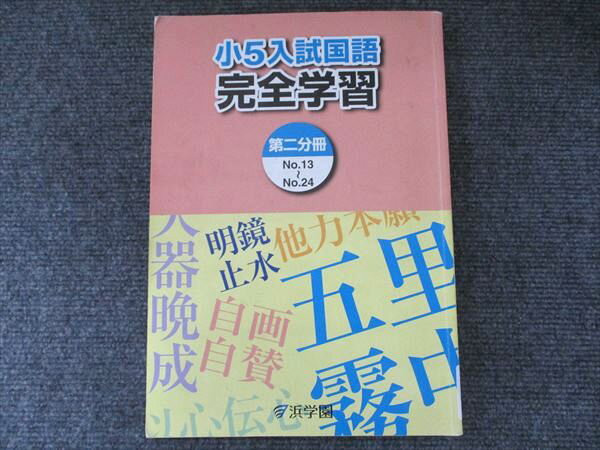 小5入試国語
完全学習
第二分冊
No.13
~
No.24
大器晩成
明鏡
止水
他力本願
五里
霧中
自画
自賛
以心伝心
浜学園